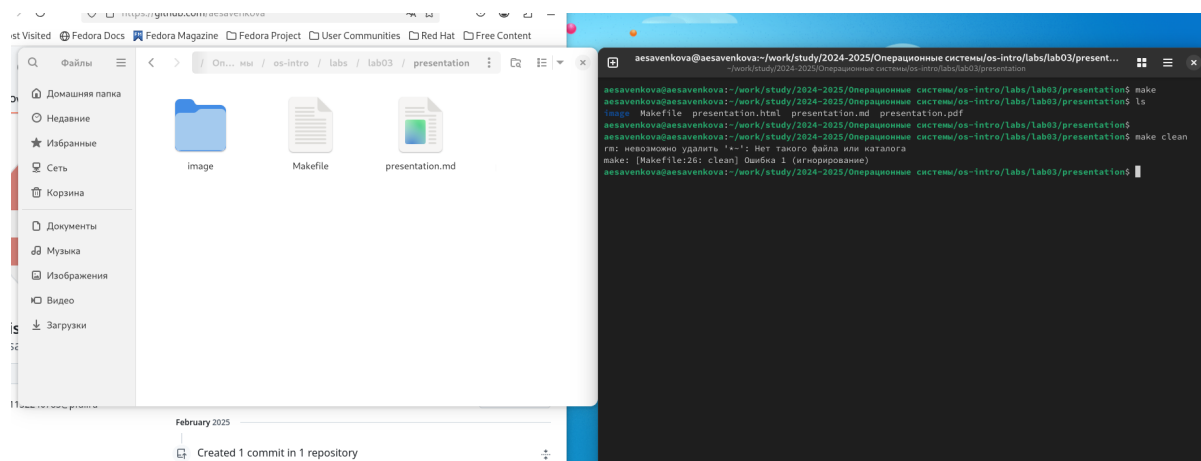 https://github.com/aesavenkova
st Visited Fedora Docs Fedora Magazine Fedora Project User Communities Red Hat Free Content
Файлы
/ Оп... мы / os-intro / labs / lab03 / presentation
Домашняя папка
Недавние
Избранные
Сеть
Корзина
Документы
Музыка
Изображения
Видео
Загрузки
image
Makefile
presentation.md
February 2025
Created 1 commit in 1 repository
aesavenkova@aesavenkova:~/work/study/2024-2025/Операционные системы/os-intro/labs/lab03/present...
~/work/study/2024-2025/Операционные системы/os-intro/labs/lab03/presentation
aesavenkova@aesavenkova:~/work/study/2024-2025/Операционные системы/os-intro/labs/lab03/presentation$ make
aesavenkova@aesavenkova:~/work/study/2024-2025/Операционные системы/os-intro/labs/lab03/presentation$ ls
image Makefile presentation.html presentation.md presentation.pdf
aesavenkova@aesavenkova:~/work/study/2024-2025/Операционные системы/os-intro/labs/lab03/presentation$
aesavenkova@aesavenkova:~/work/study/2024-2025/Операционные системы/os-intro/labs/lab03/presentation$ make clean
rm: невозможно удалить '*~': Нет такого файла или каталога
make: [Makefile:26: clean] Ошибка 1 (игнорирование)
aesavenkova@aesavenkova:~/work/study/2024-2025/Операционные системы/os-intro/labs/lab03/presentation$